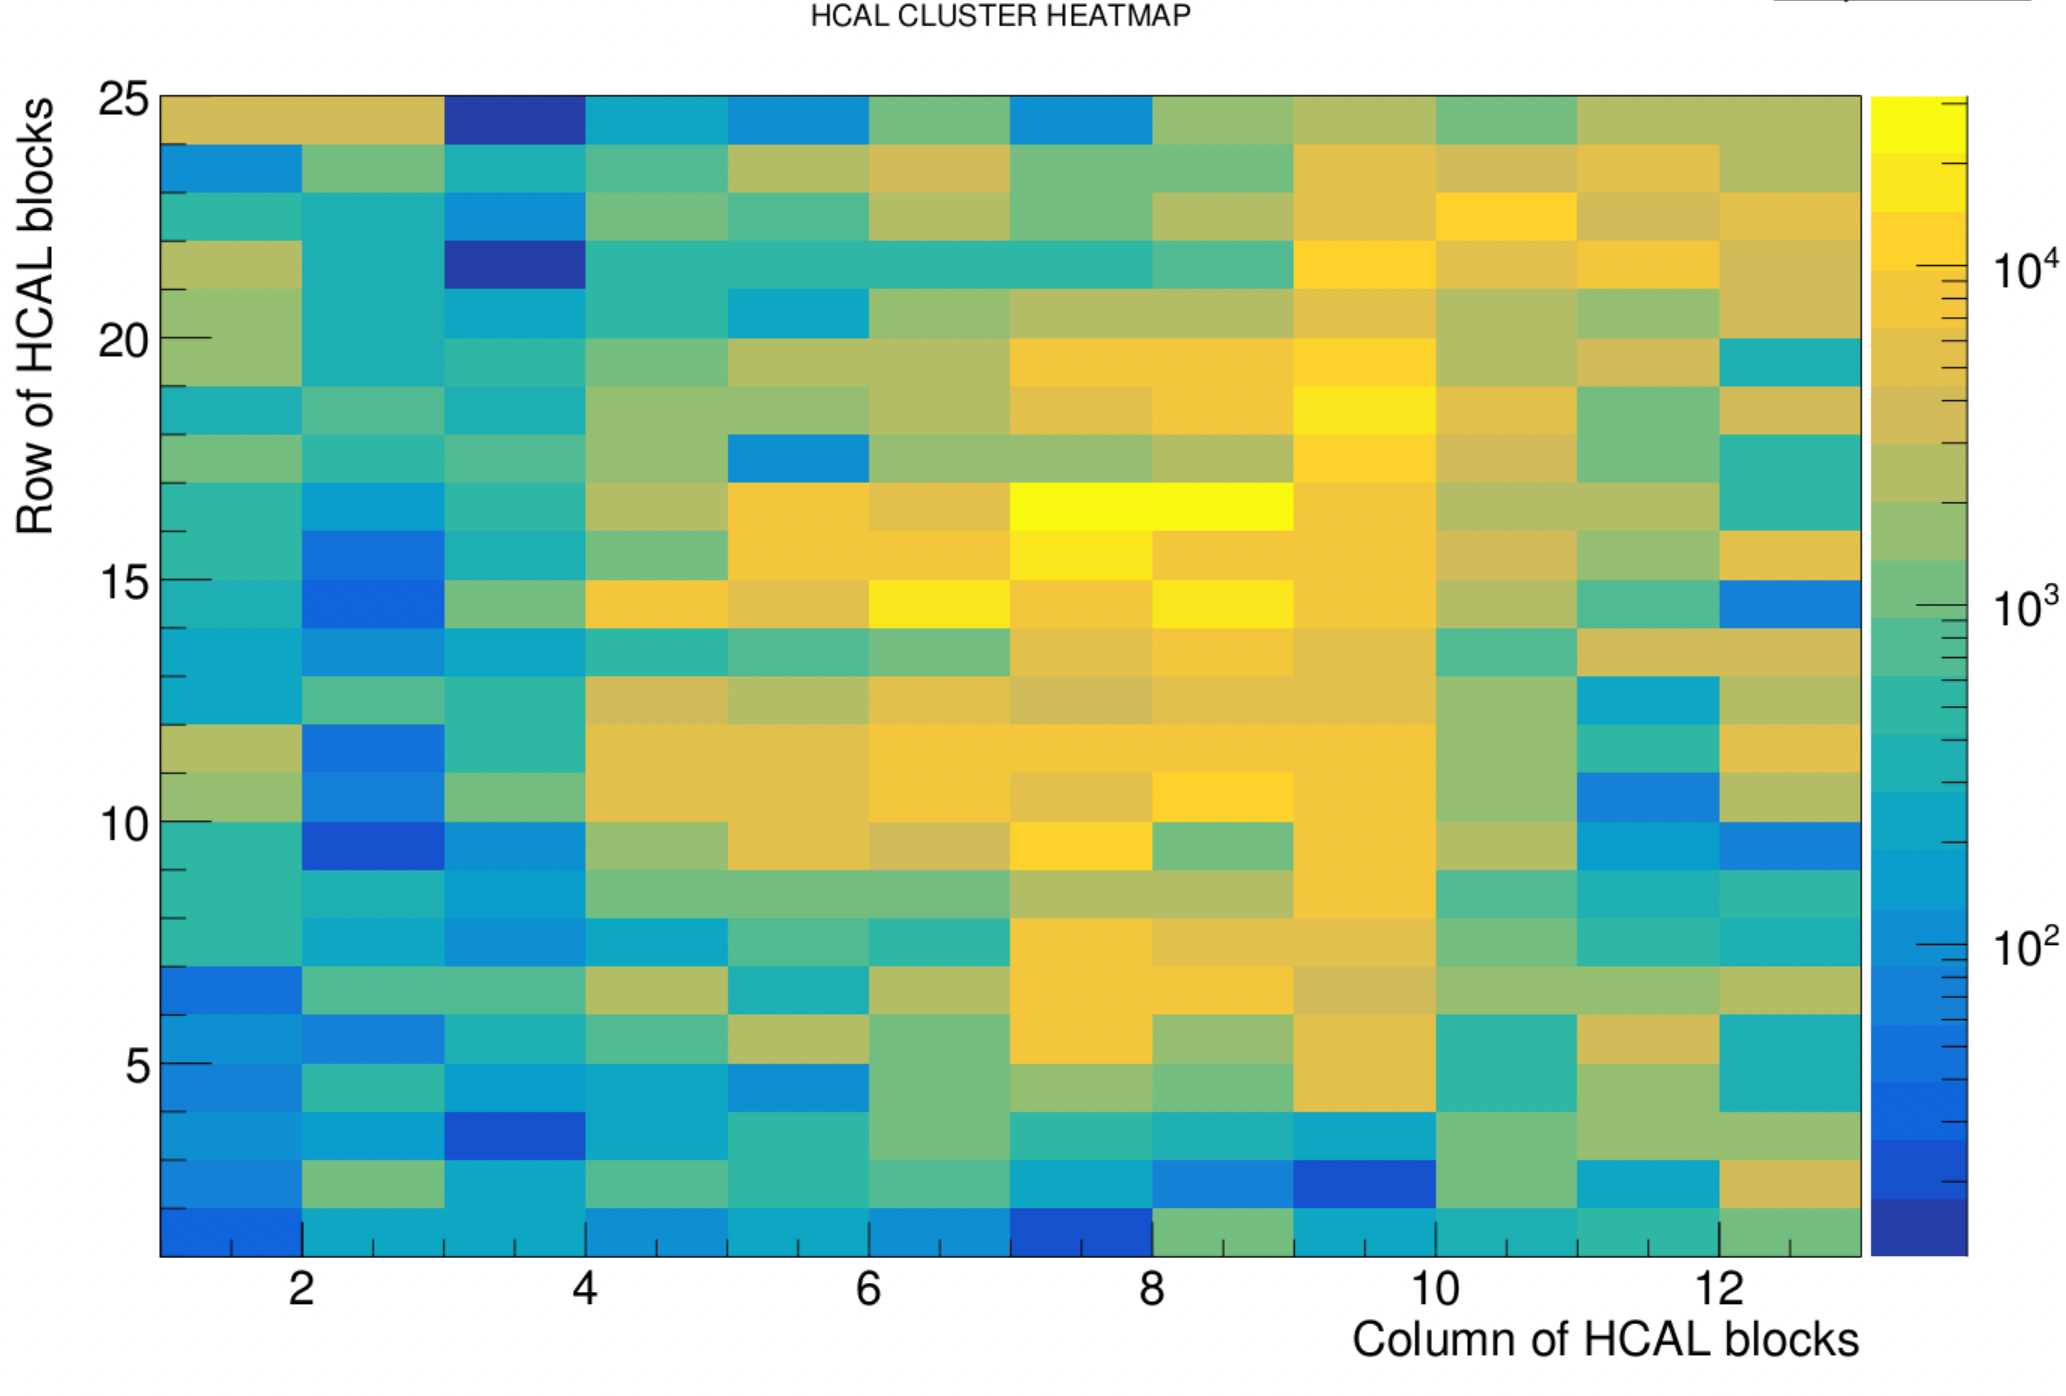 HCAL CLUSTER HEATMAP
Row of HCAL blocks
25
20
15
10
5
2 4 6 8 10 12
Column of HCAL blocks
10⁴
10³
10²